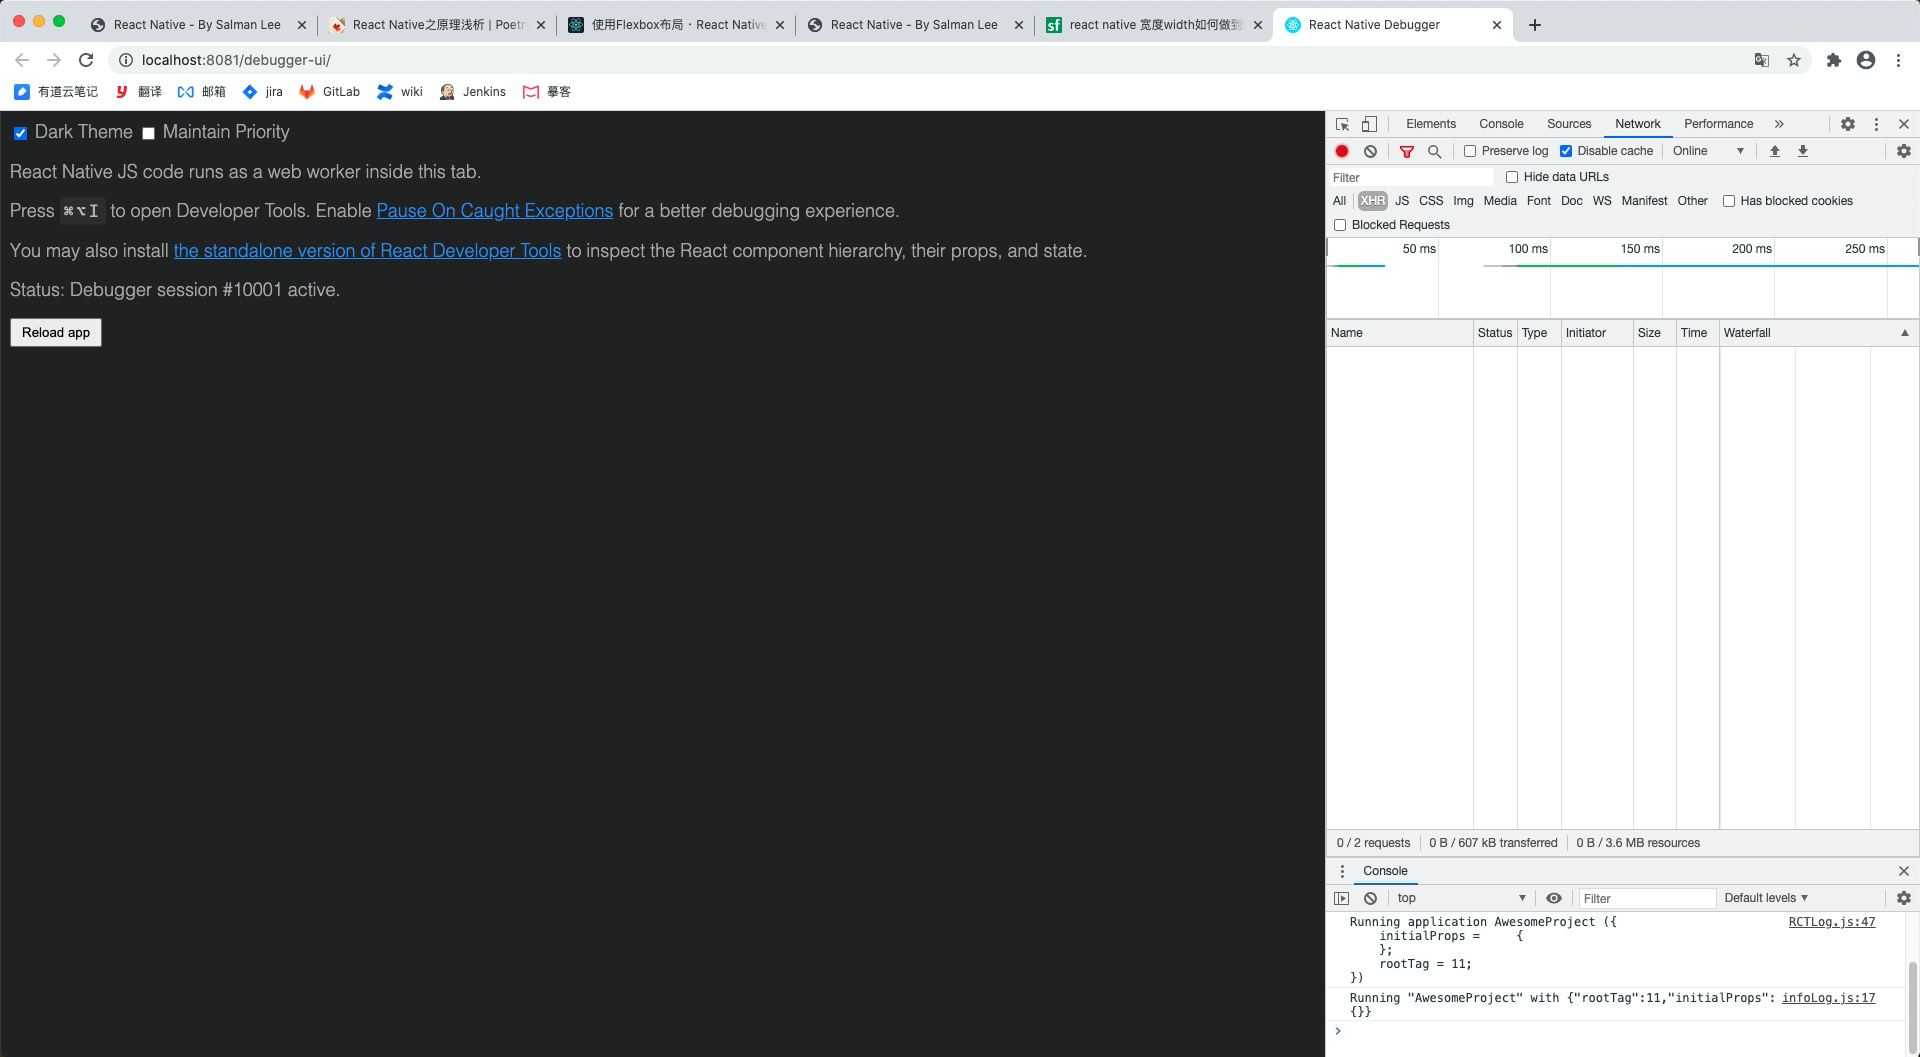 React Native - By Salman Lee
React Native之原理浅析 | Poetr
使用Flexbox布局 · React Native
React Native - By Salman Lee
react native 宽度width如何做到
React Native Debugger
localhost:8081/debugger-ui/
有道云笔记 翻译 邮箱 jira GitLab wiki Jenkins 摹客
Dark Theme Maintain Priority
React Native JS code runs as a web worker inside this tab.
Press ⌘⌥I to open Developer Tools. Enable Pause On Caught Exceptions for a better debugging experience.
You may also install the standalone version of React Developer Tools to inspect the React component hierarchy, their props, and state.
Status: Debugger session #10001 active.
Reload app
Elements Console Sources Network Performance »
Preserve log Disable cache Online
Filter Hide data URLs
All XHR JS CSS Img Media Font Doc WS Manifest Other Has blocked cookies
Blocked Requests
50 ms 100 ms 150 ms 200 ms 250 ms
Name Status Type Initiator Size Time Waterfall
0 / 2 requests 0 B / 607 kB transferred 0 B / 3.6 MB resources
Console
top Filter Default levels
Running application AwesomeProject ({ RCTLog.js:47
initialProps = {
};
rootTag = 11;
})
Running "AwesomeProject" with {"rootTag":11,"initialProps": infoLog.js:17
{}}